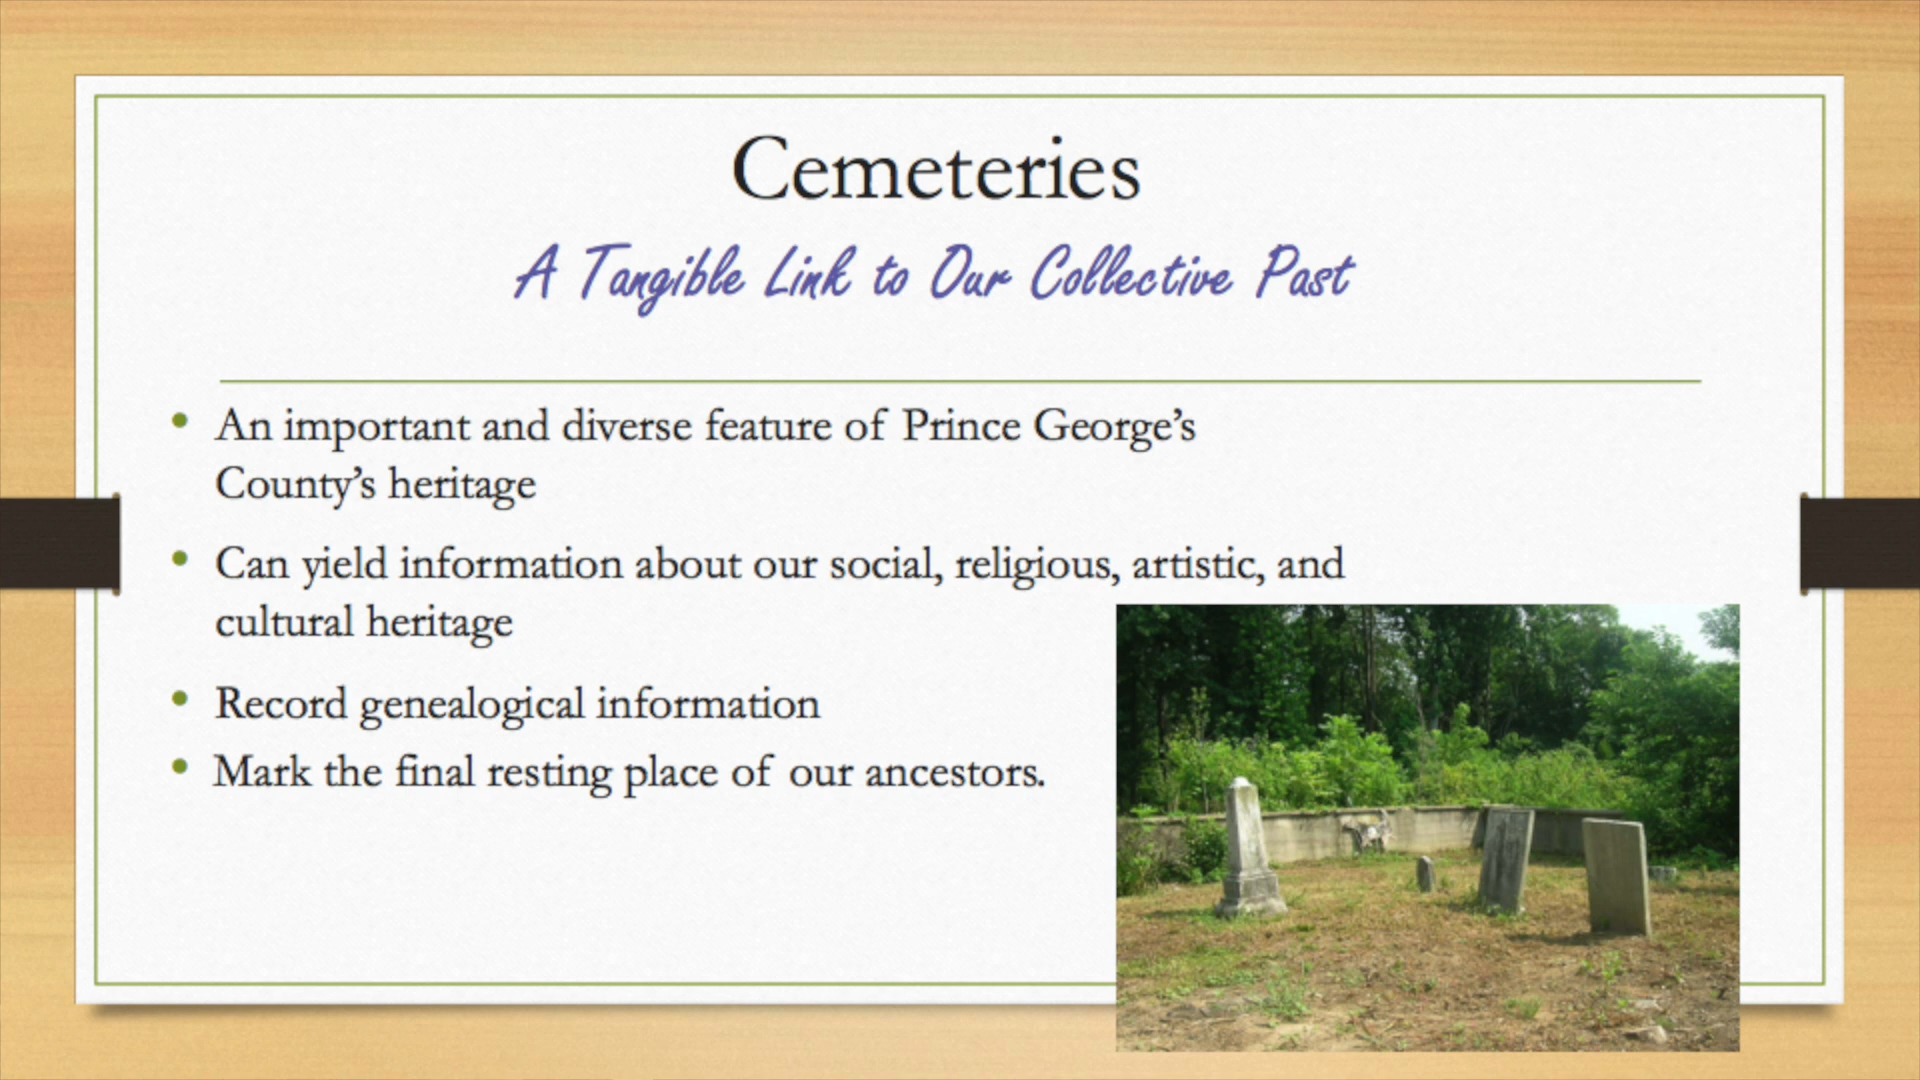 Cemeteries
A Tangible Link to Our Collective Past
• An important and diverse feature of Prince George’s
County’s heritage
• Can yield information about our social, religious, artistic, and
cultural heritage
• Record genealogical information
• Mark the final resting place of our ancestors.